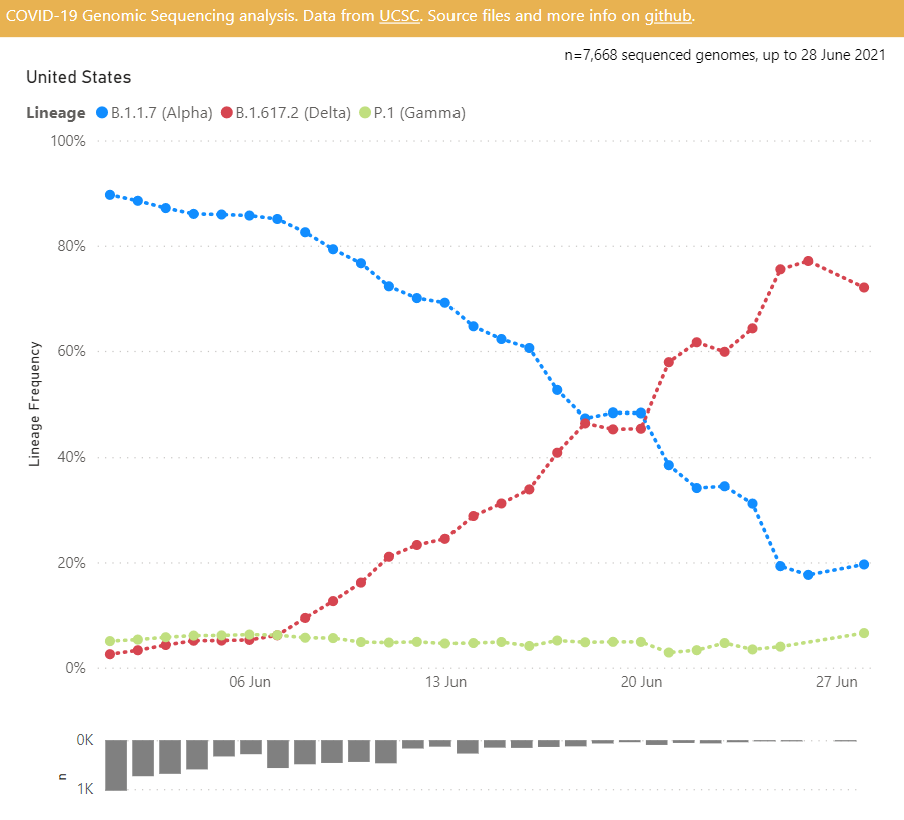 COVID-19 Genomic Sequencing analysis. Data from UCSC. Source files and more info on github.
n=7,668 sequenced genomes, up to 28 June 2021
United States
Lineage B.1.1.7 (Alpha) B.1.617.2 (Delta) P.1 (Gamma)
100%
80%
60%
40%
20%
0%
Lineage Frequency
06 Jun 13 Jun 20 Jun 27 Jun
0K
n
1K